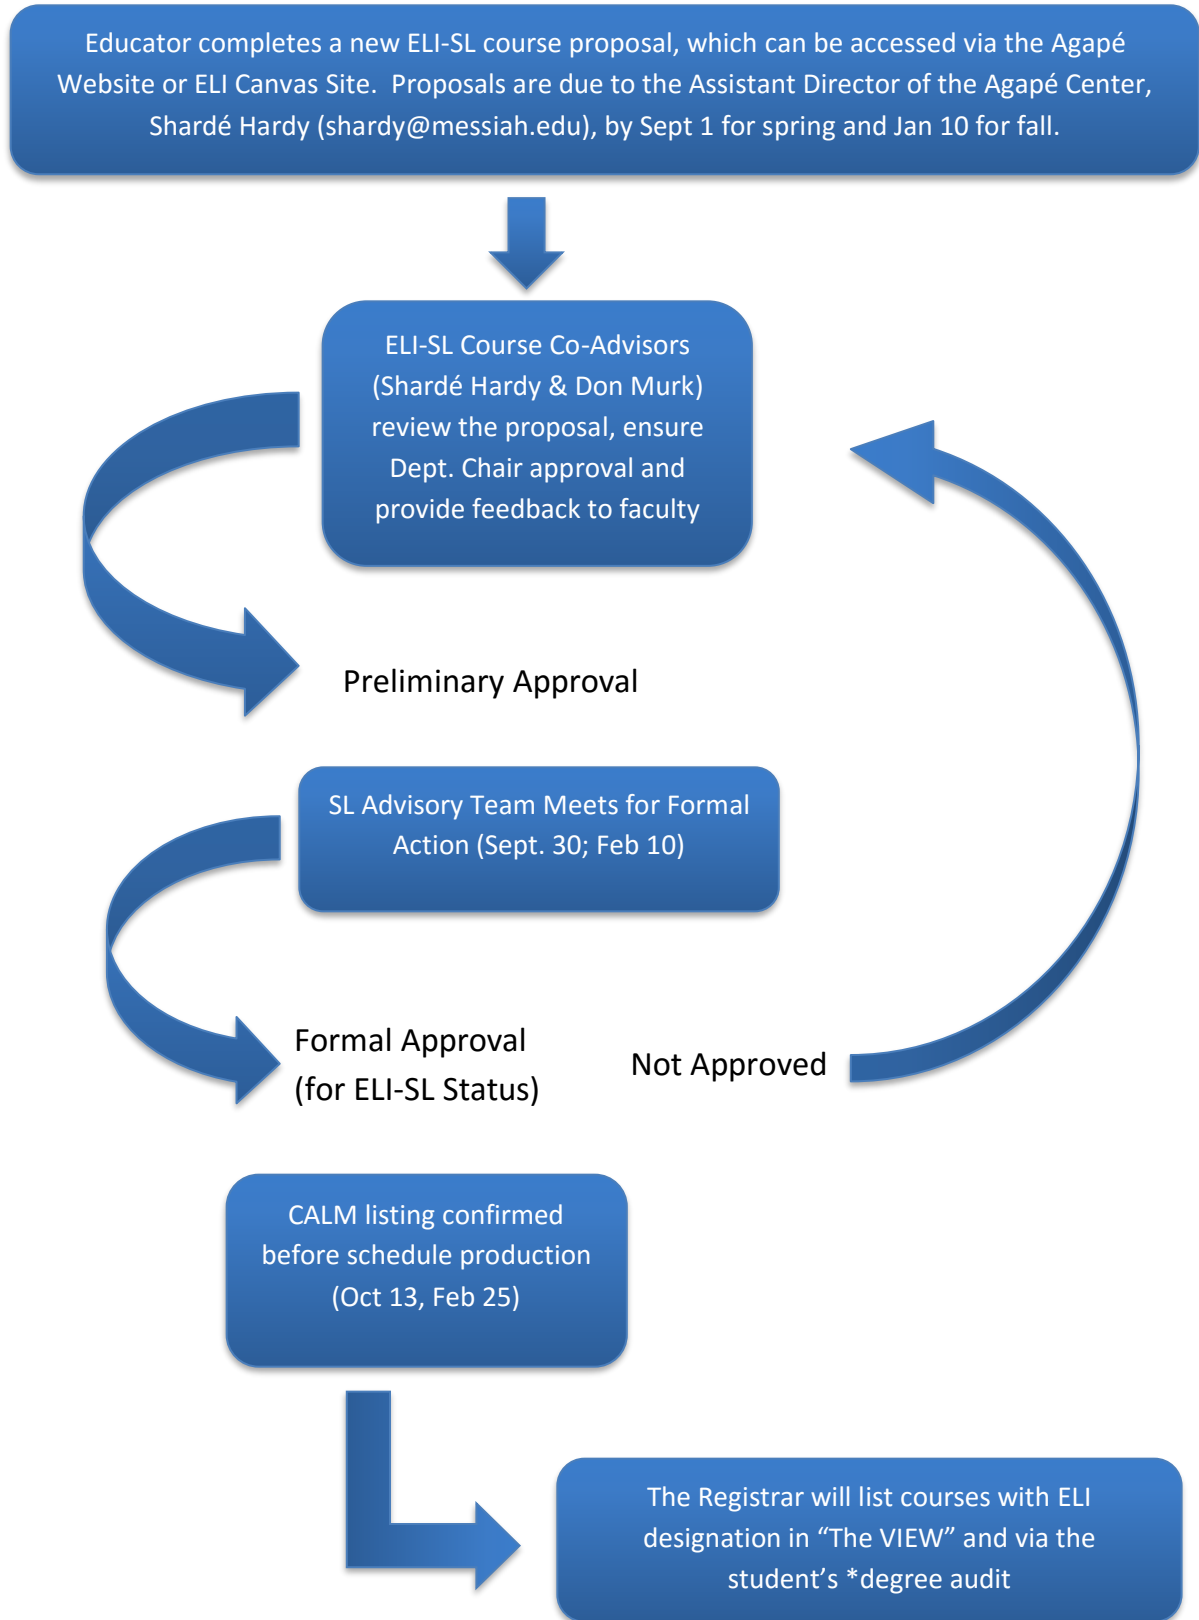 Educator completes a new ELI-SL course proposal, which can be accessed via the Agapé
Website or ELI Canvas Site.  Proposals are due to the Assistant Director of the Agapé Center,
Shardé Hardy (shardy@messiah.edu), by Sept 1 for spring and Jan 10 for fall.
ELI-SL Course Co-Advisors
(Shardé Hardy & Don Murk)
review the proposal, ensure
Dept. Chair approval and
provide feedback to faculty
Preliminary Approval
SL Advisory Team Meets for Formal
Action (Sept. 30; Feb 10)
Formal Approval
(for ELI-SL Status)
Not Approved
CALM listing confirmed
before schedule production
(Oct 13, Feb 25)
The Registrar will list courses with ELI
designation in “The VIEW” and via the
student’s *degree audit